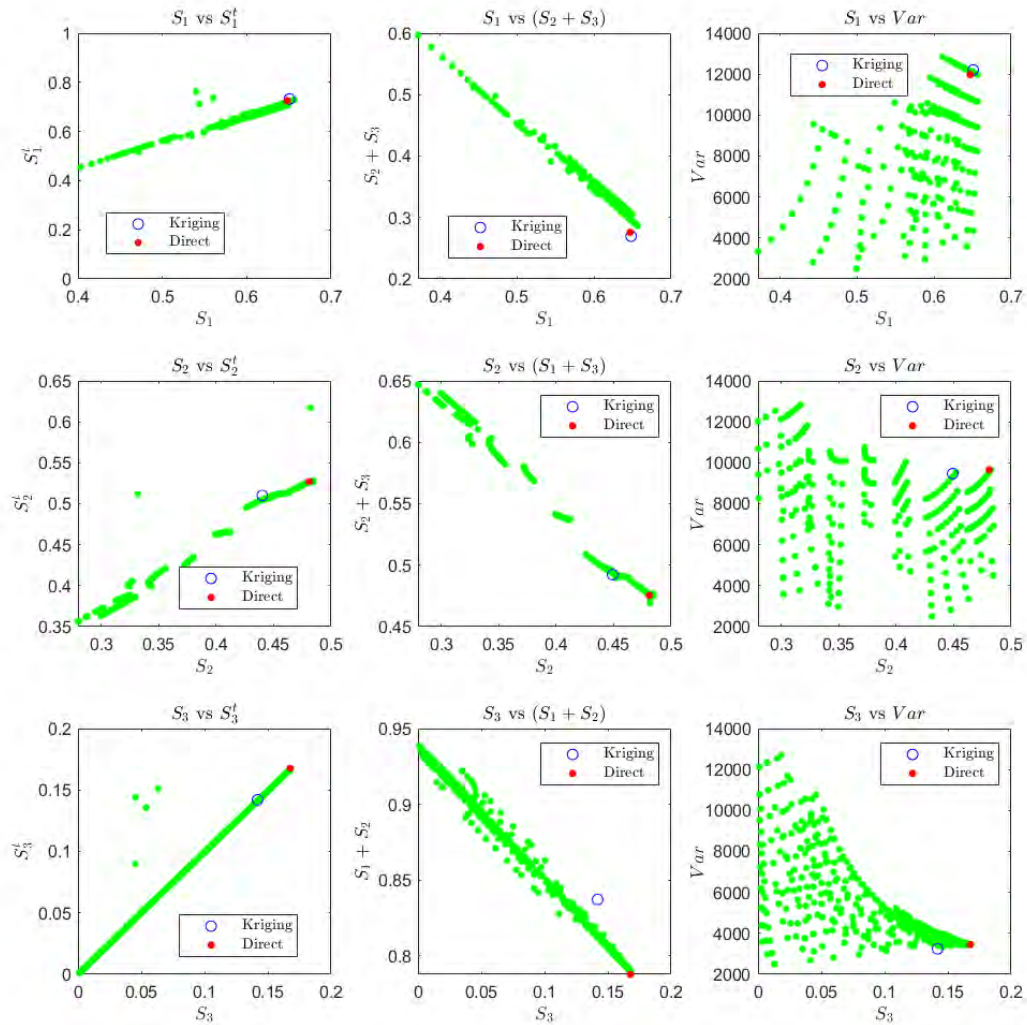 S_1 vs S_1^t
1
0.8
0.6
0.4
0.2
0
S_1^t
Kriging
Direct
0.4 0.5 0.6 0.7
S_1
S_1 vs (S_2 + S_3)
0.6
0.5
0.4
0.3
0.2
S_2 + S_3
Kriging
Direct
0.4 0.5 0.6 0.7
S_1
S_1 vs Var
14000
12000
10000
8000
6000
4000
2000
Var
Kriging
Direct
0.4 0.5 0.6 0.7
S_1
S_2 vs S_2^t
0.65
0.6
0.55
0.5
0.45
0.4
0.35
S_2^t
Kriging
Direct
0.3 0.35 0.4 0.45 0.5
S_2
S_2 vs (S_1 + S_3)
0.65
0.6
0.55
0.5
0.45
S_2 + S_3
Kriging
Direct
0.3 0.35 0.4 0.45 0.5
S_2
S_2 vs Var
14000
12000
10000
8000
6000
4000
2000
Var
Kriging
Direct
0.3 0.35 0.4 0.45 0.5
S_2
S_3 vs S_3^t
0.2
0.15
0.1
0.05
0
S_3^t
Kriging
Direct
0 0.05 0.1 0.15 0.2
S_3
S_3 vs (S_1 + S_2)
0.95
0.9
0.85
0.8
S_1 + S_2
Kriging
Direct
0 0.05 0.1 0.15 0.2
S_3
S_3 vs Var
14000
12000
10000
8000
6000
4000
2000
Var
Kriging
Direct
0 0.05 0.1 0.15 0.2
S_3